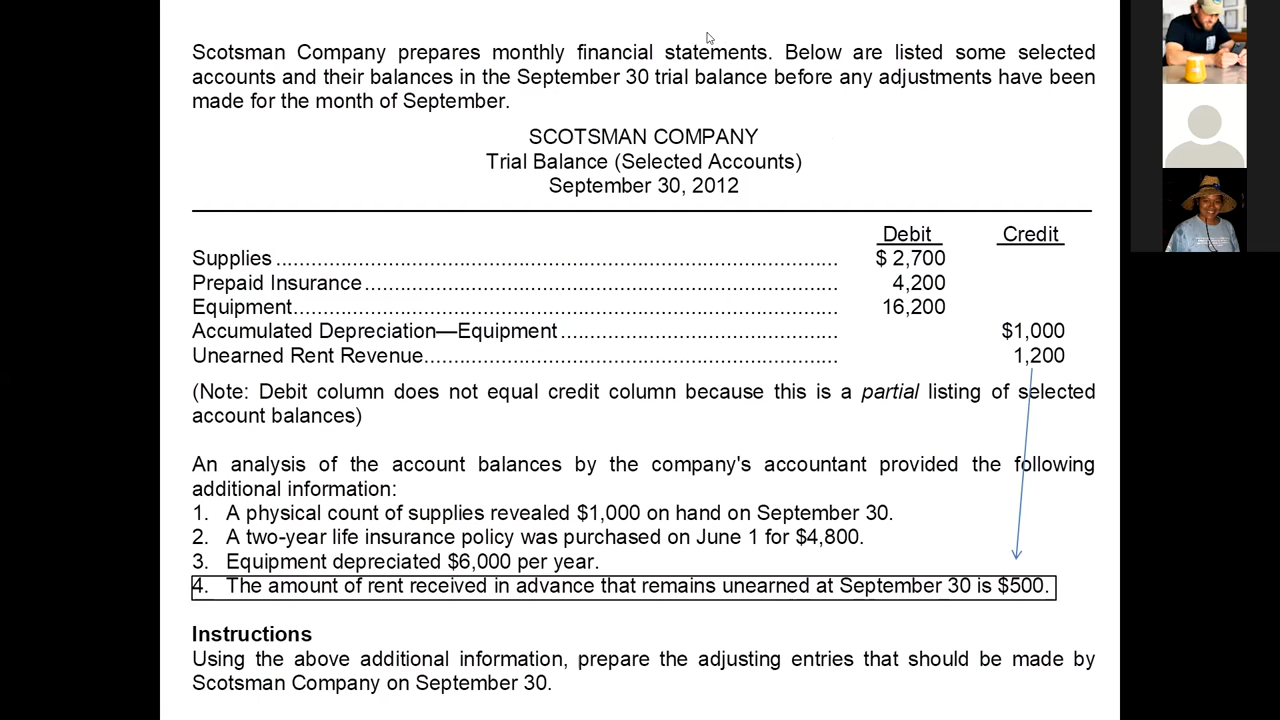 Scotsman Company prepares monthly financial statements. Below are listed some selected
accounts and their balances in the September 30 trial balance before any adjustments have been
made for the month of September.
SCOTSMAN COMPANY
Trial Balance (Selected Accounts)
September 30, 2012
Debit Credit
Supplies $ 2,700
Prepaid Insurance 4,200
Equipment 16,200
Accumulated Depreciation—Equipment $1,000
Unearned Rent Revenue 1,200
(Note: Debit column does not equal credit column because this is a partial listing of selected
account balances)
An analysis of the account balances by the company's accountant provided the following
additional information:
1. A physical count of supplies revealed $1,000 on hand on September 30.
2. A two-year life insurance policy was purchased on June 1 for $4,800.
3. Equipment depreciated $6,000 per year.
4. The amount of rent received in advance that remains unearned at September 30 is $500.
Instructions
Using the above additional information, prepare the adjusting entries that should be made by
Scotsman Company on September 30.